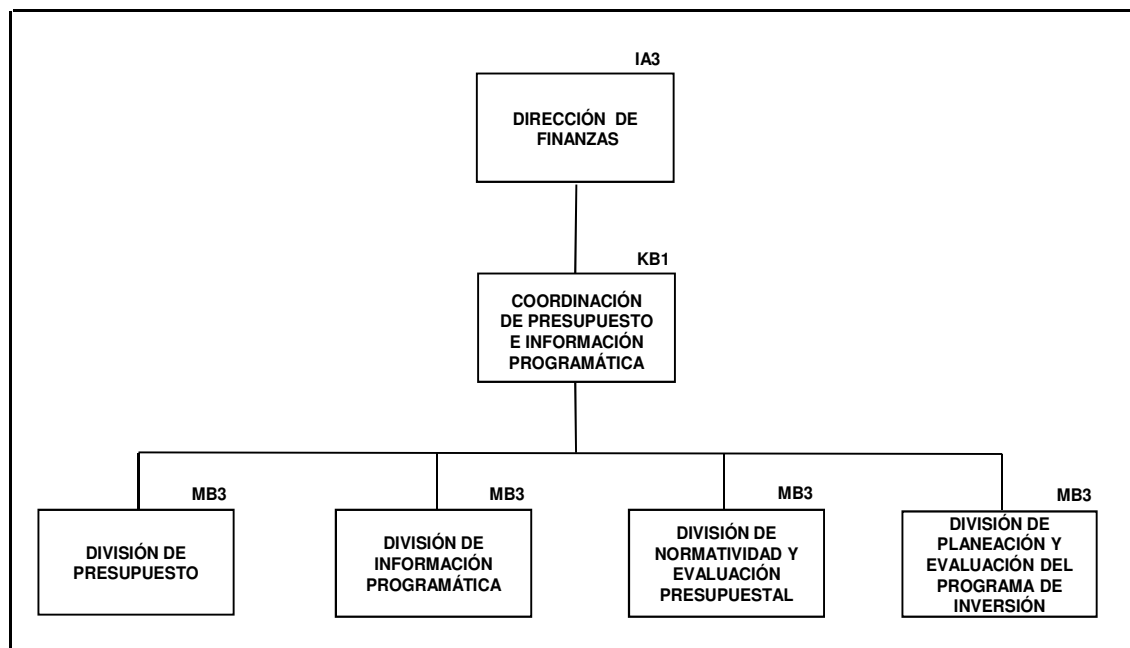 IA3
DIRECCIÓN DE
FINANZAS
KB1
COORDINACIÓN
DE PRESUPUESTO
E INFORMACIÓN
PROGRAMÁTICA
MB3
DIVISIÓN DE
PRESUPUESTO
MB3
DIVISIÓN DE
INFORMACIÓN
PROGRAMÁTICA
MB3
DIVISIÓN DE
NORMATIVIDAD Y
EVALUACIÓN
PRESUPUESTAL
MB3
DIVISIÓN DE
PLANEACIÓN Y
EVALUACIÓN DEL
PROGRAMA DE
INVERSIÓN